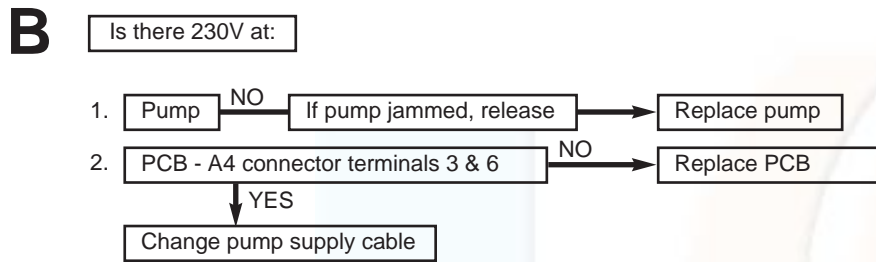 B Is there 230V at:
1. Pump NO If pump jammed, release Replace pump
2. PCB - A4 connector terminals 3 & 6 NO Replace PCB
YES
Change pump supply cable